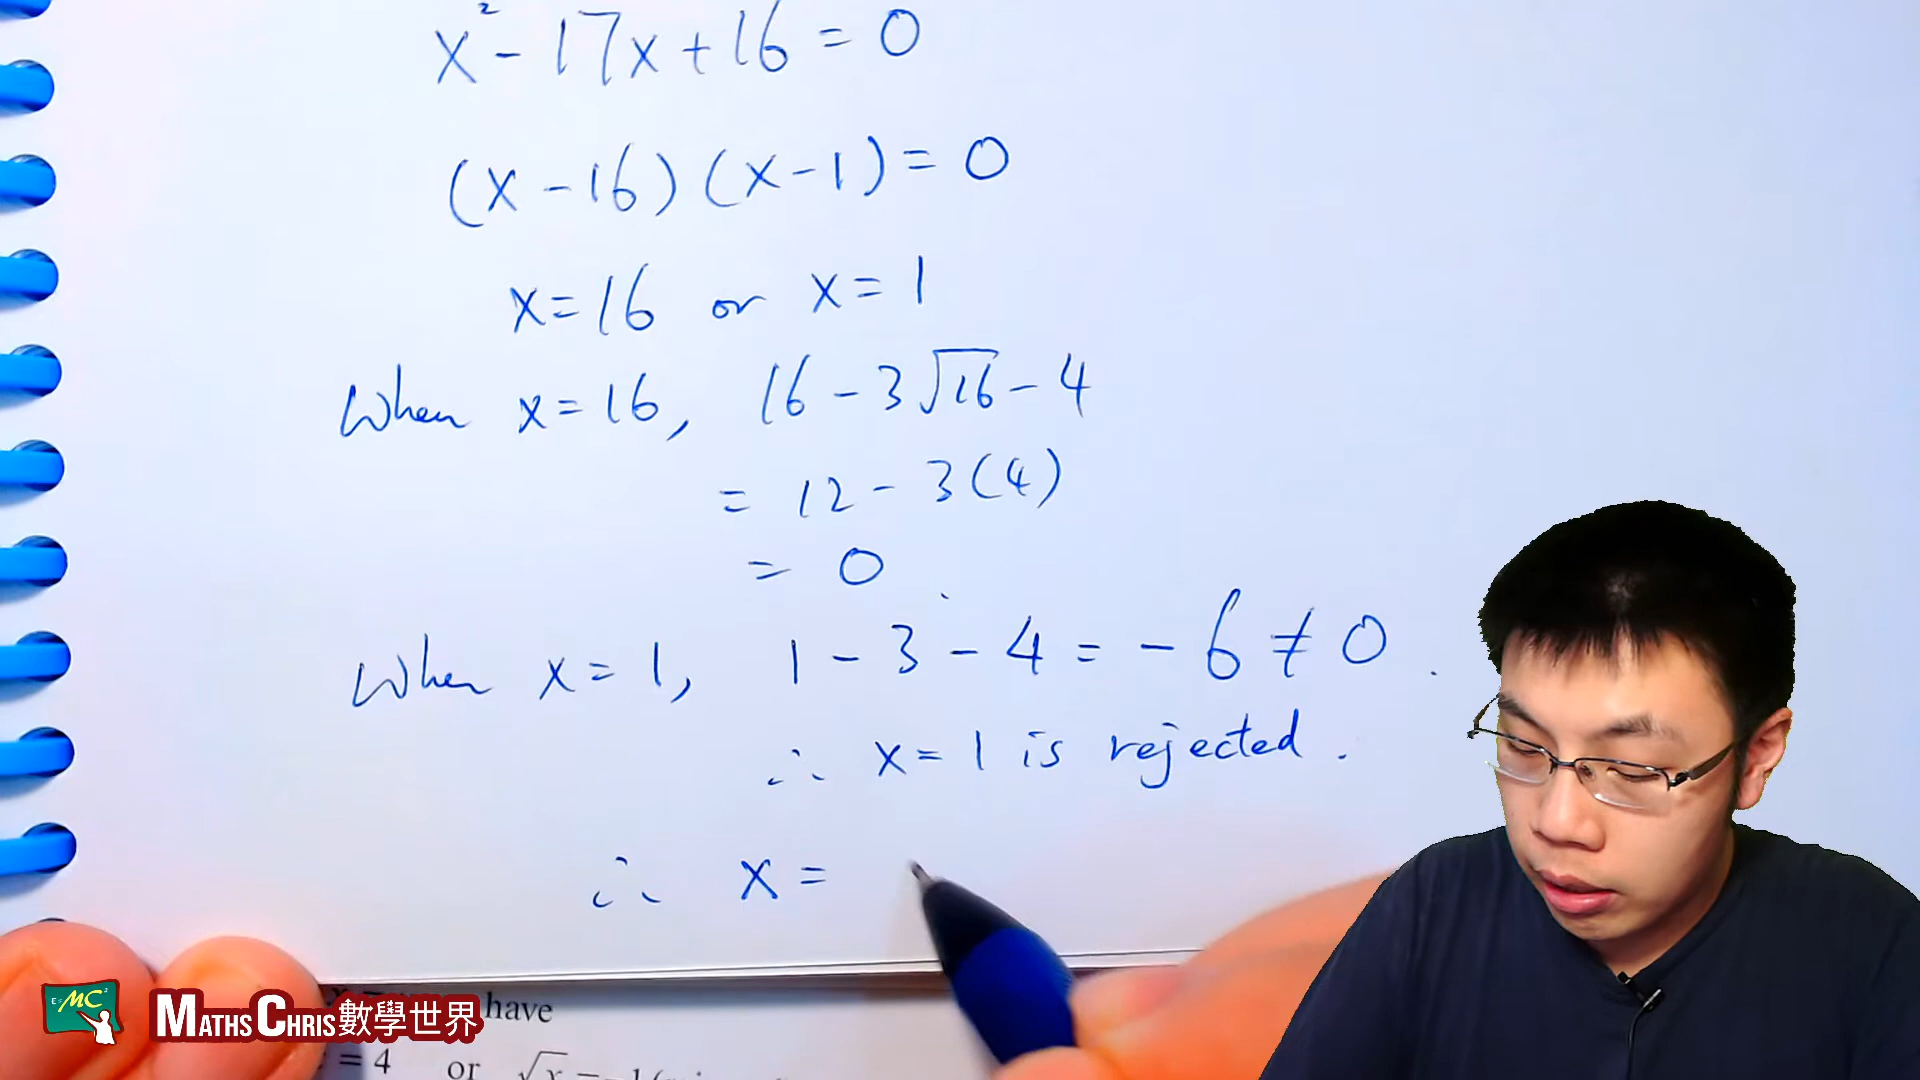 x² - 17x + 16 = 0
(x - 16)(x - 1) = 0
x = 16 or x = 1
When x = 16, 16 - 3√16 - 4
= 12 - 3(4)
= 0
When x = 1, 1 - 3 - 4 = -6 ≠ 0.
∴ x = 1 is rejected.
∴ x =
E=MC²
MATHS CHRIS數學世界
have
= 4 or √x =